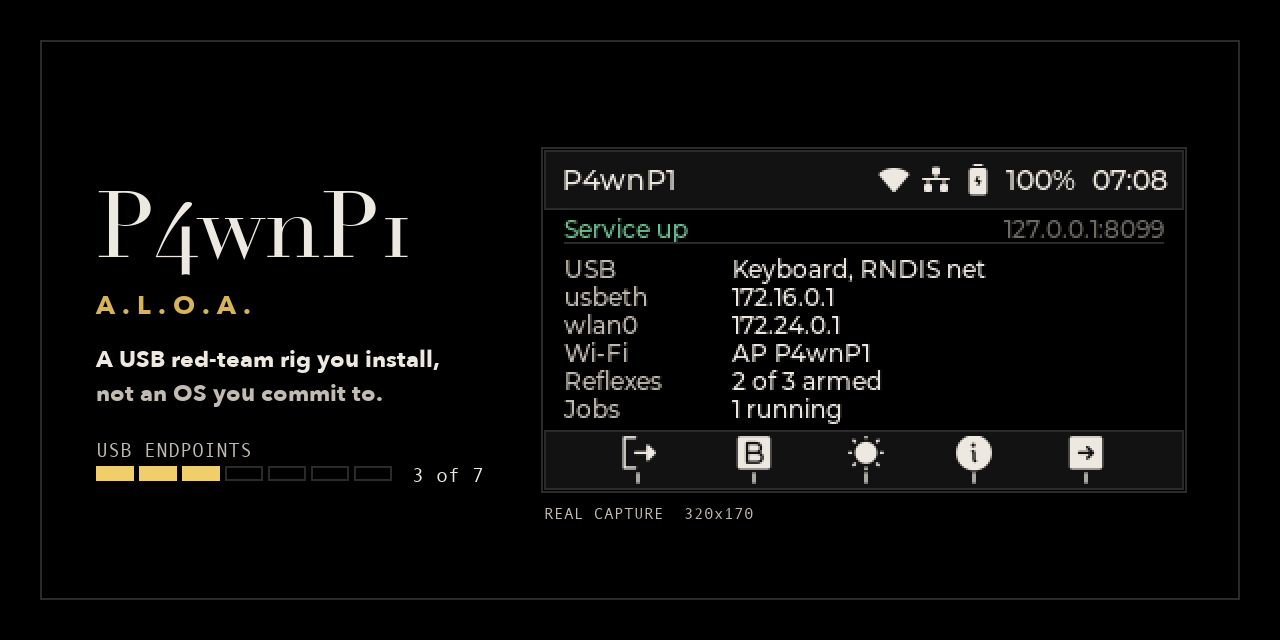 P4wnP1
A.L.O.A.
A USB red-team rig you install,
not an OS you commit to.
USB ENDPOINTS
3 of 7
P4wnP1 100% 07:08
Service up 127.0.0.1:8099
USB Keyboard, RNDIS net
usbeth 172.16.0.1
wlan0 172.24.0.1
Wi-Fi AP P4wnP1
Reflexes 2 of 3 armed
Jobs 1 running
B i
REAL CAPTURE 320x170